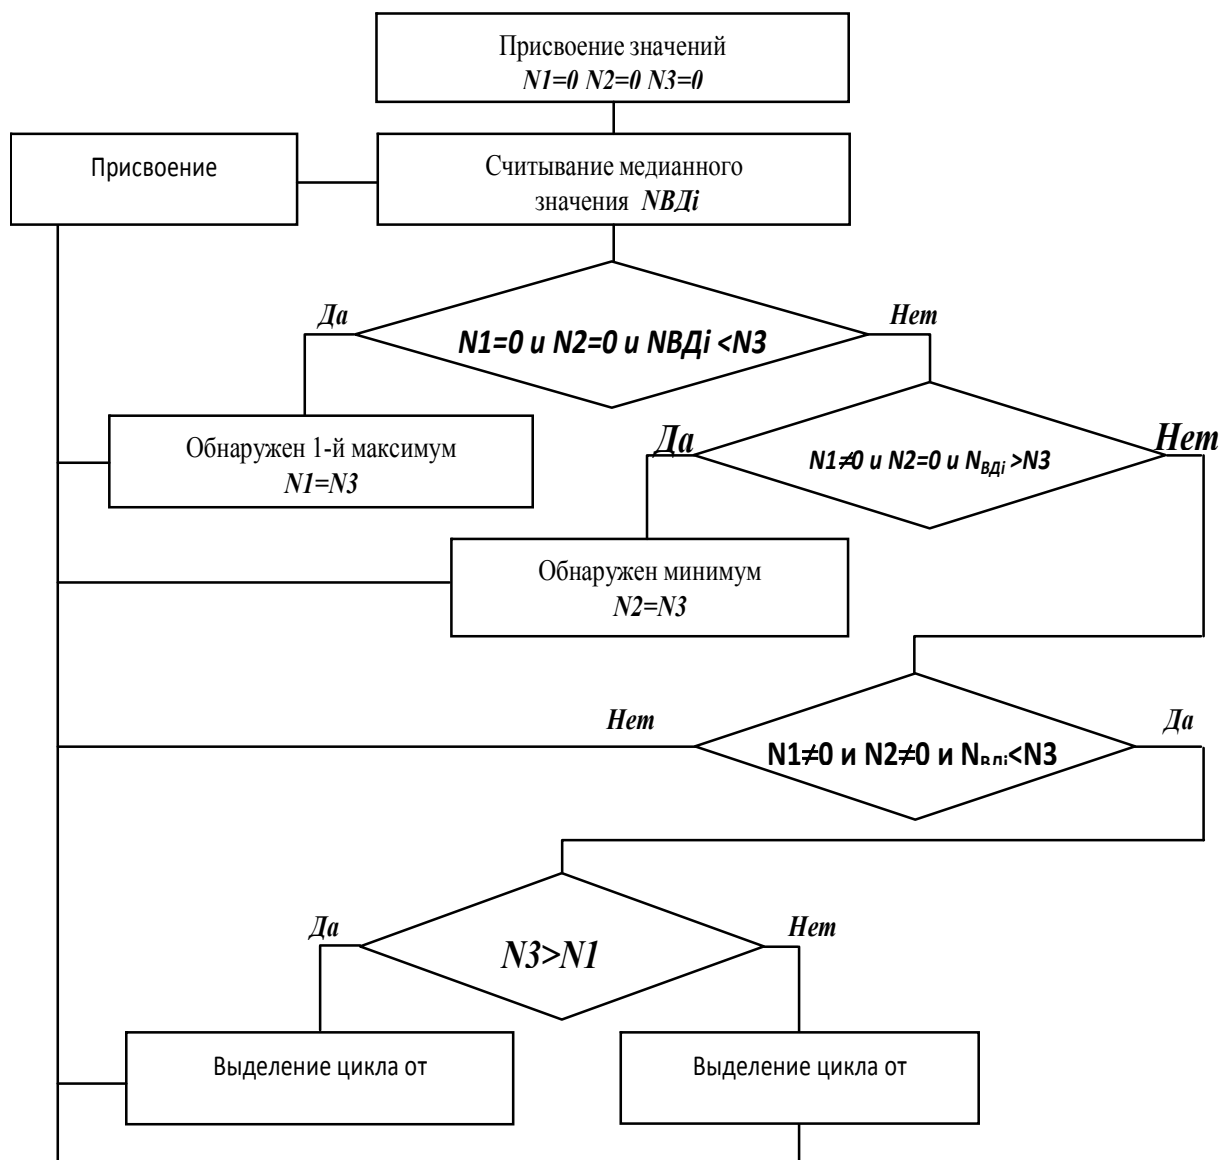 Присвоение значений
N1=0 N2=0 N3=0
Присвоение
Считывание медианного
значения NВДi
Да
Нет
N1=0 и N2=0 и NВДi <N3
Обнаружен 1-й максимум
N1=N3
Да
Нет
N1≠0 и N2=0 и NВДi >N3
Обнаружен минимум
N2=N3
Нет
Да
N1≠0 и N2≠0 и NВДi<N3
Да
Нет
N3>N1
Выделение цикла от
Выделение цикла от